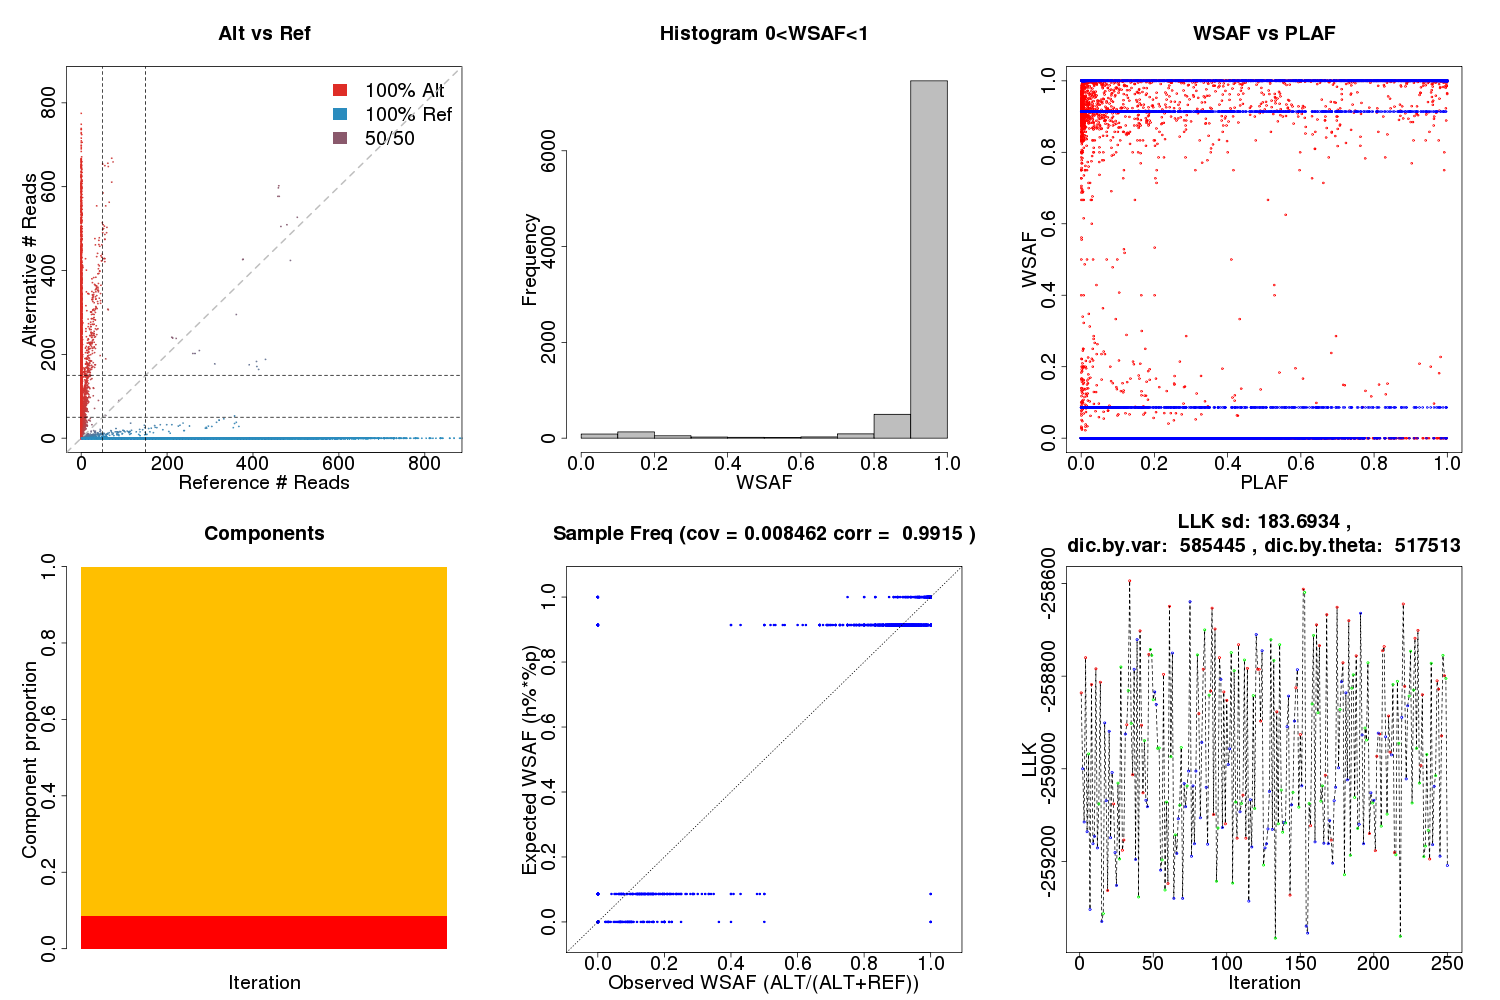 Alt vs Ref
100% Alt
100% Ref
50/50
Alternative # Reads
0 200 400 600 800
0 200 400 600 800
Reference # Reads
Histogram 0<WSAF<1
Frequency
0 2000 4000 6000
0.0 0.2 0.4 0.6 0.8 1.0
WSAF
WSAF vs PLAF
WSAF
0.0 0.2 0.4 0.6 0.8 1.0
0.0 0.2 0.4 0.6 0.8 1.0
PLAF
Components
Component proportion
0.0 0.2 0.4 0.6 0.8 1.0
Iteration
Sample Freq (cov = 0.008462 corr = 0.9915 )
Expected WSAF (h%*%p)
0.0 0.2 0.4 0.6 0.8 1.0
0.0 0.2 0.4 0.6 0.8 1.0
Observed WSAF (ALT/(ALT+REF))
LLK sd: 183.6934 ,
dic.by.var: 585445 , dic.by.theta: 517513
LLK
-259200 -259000 -258800 -258600
0 50 100 150 200 250
Iteration